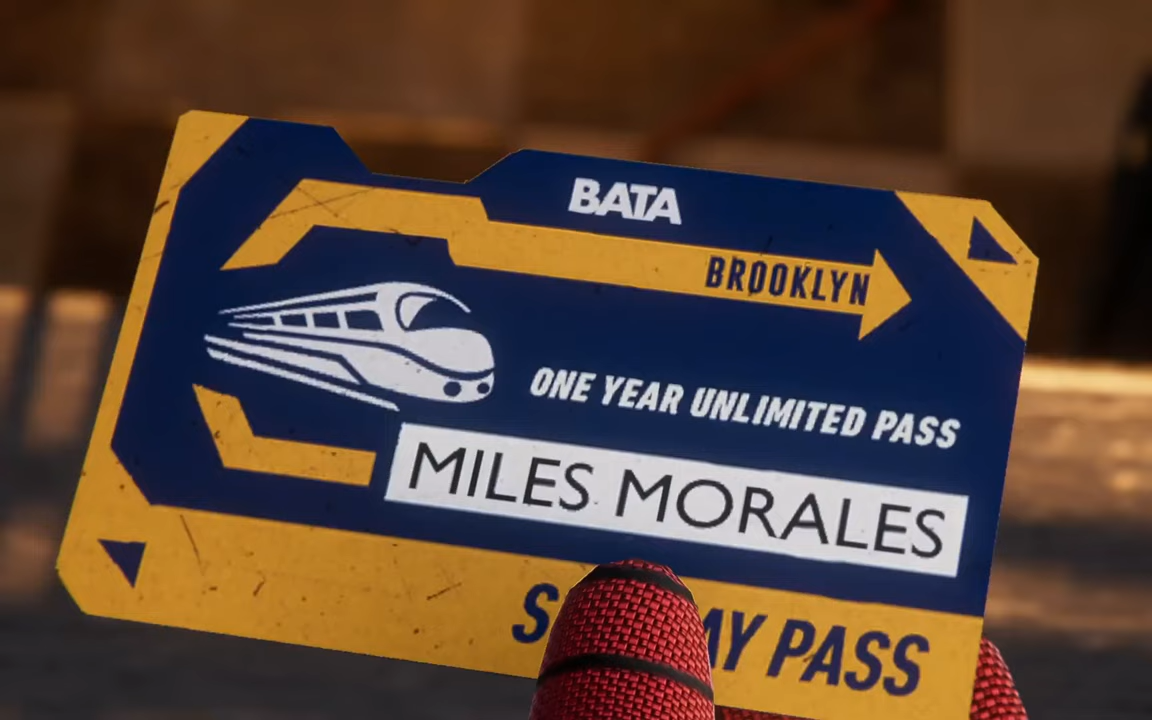 BATA
BROOKLYN
ONE YEAR UNLIMITED PASS
MILES MORALES
PASS